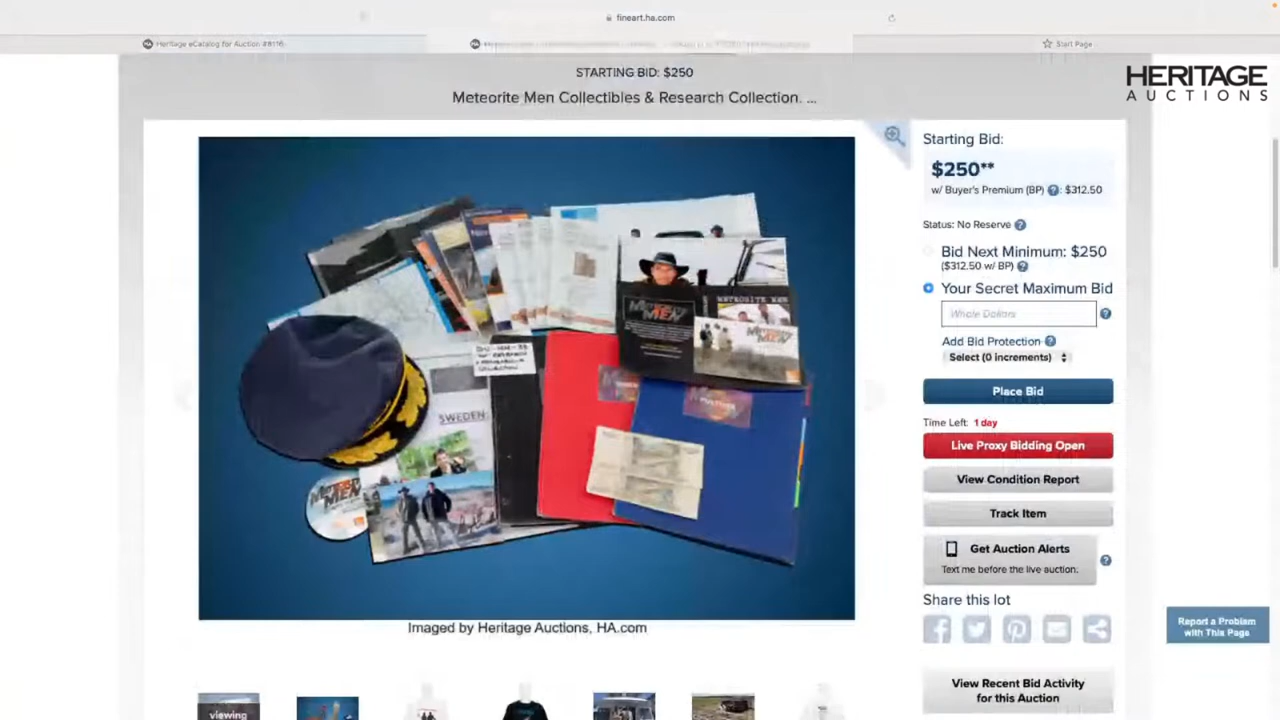 fineart.ha.com
Heritage eCatalog for Auction #8116
Start Page
STARTING BID: $250
Meteorite Men Collectibles & Research Collection. ...
HERITAGE
AUCTIONS
Starting Bid:
$250**
w/ Buyer's Premium (BP) ? : $312.50
Status: No Reserve ?
Bid Next Minimum: $250
($312.50 w/ BP) ?
Your Secret Maximum Bid
Whole Dollars ?
Add Bid Protection ?
Select (0 increments)
Place Bid
Time Left: 1 day
Live Proxy Bidding Open
View Condition Report
Track Item
Get Auction Alerts
Text me before the live auction. ?
Share this lot
Report a Problem
with This Page
View Recent Bid Activity
for this Auction
METEORITE MEN
METEORITE
MEN
SWEDEN:
Imaged by Heritage Auctions, HA.com
viewing